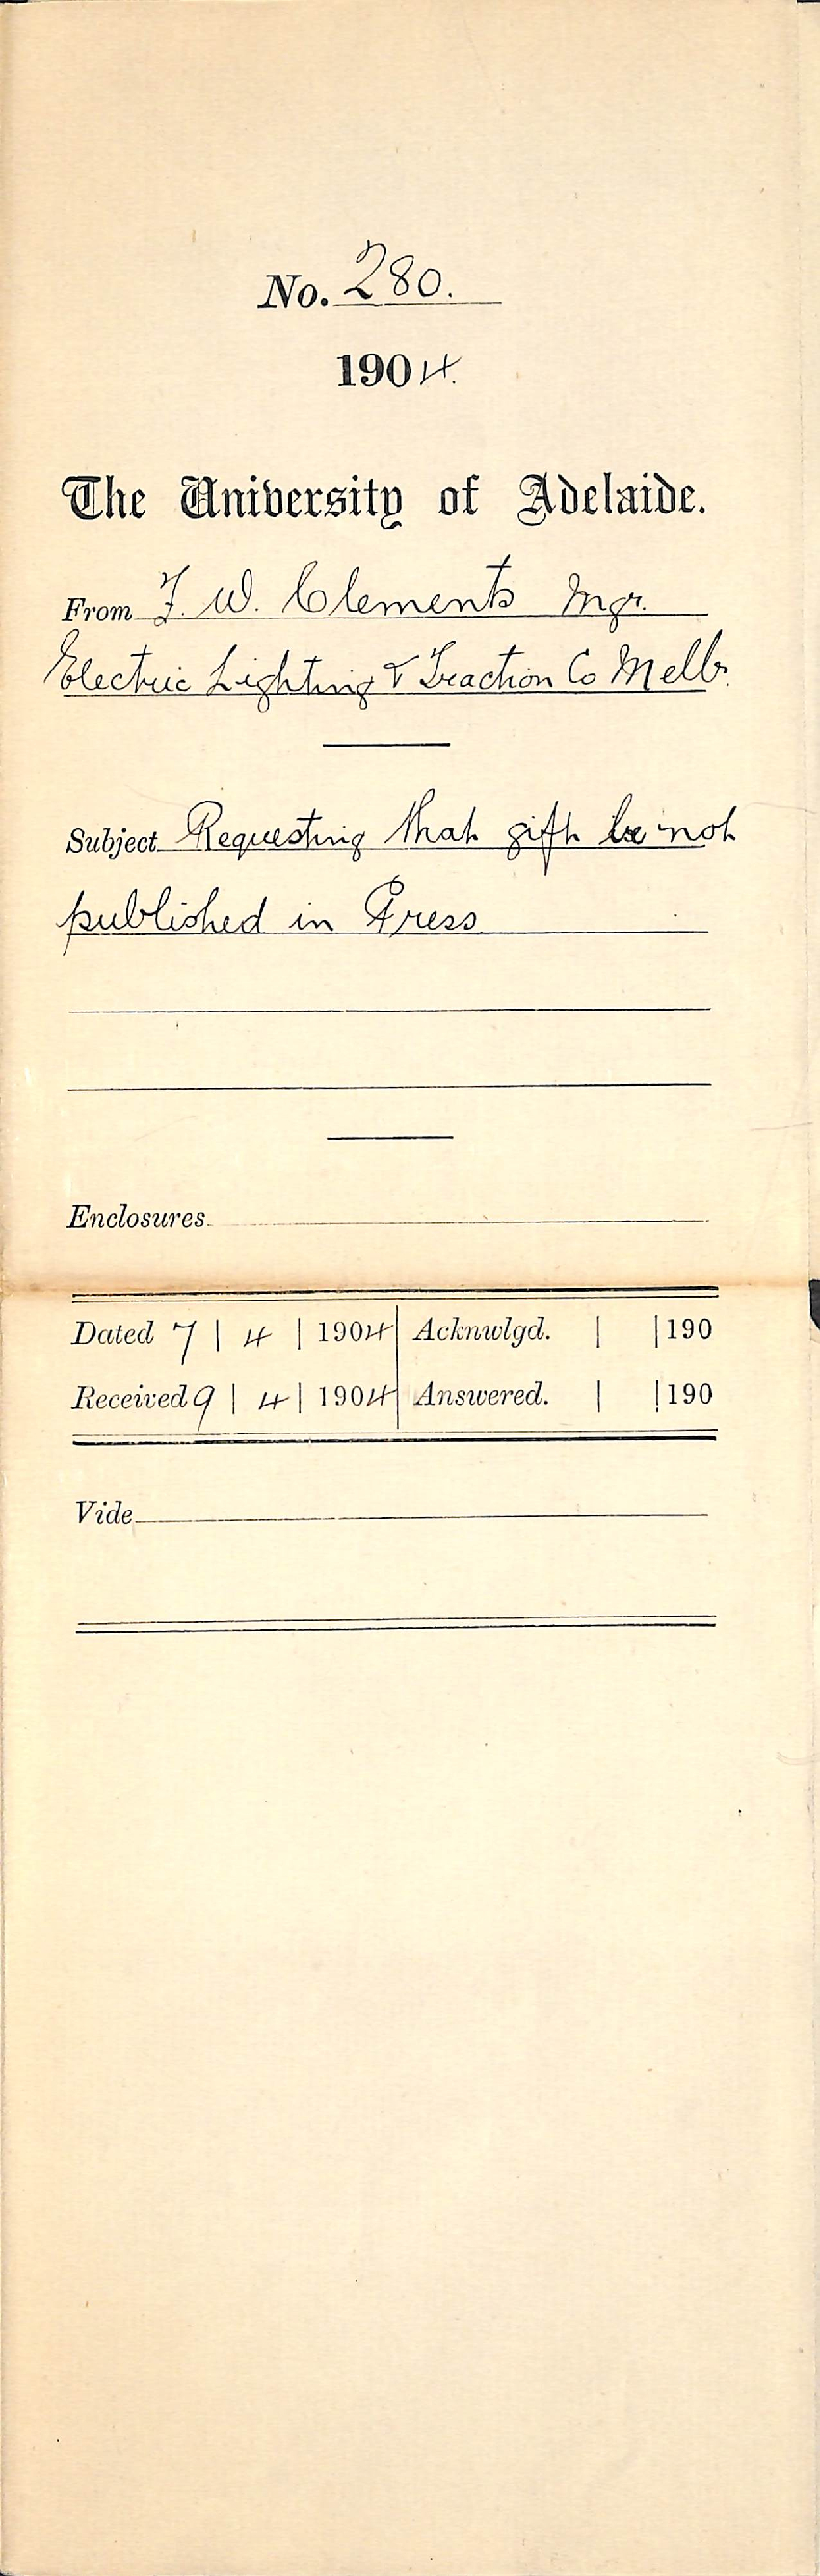 No. 280.
1904.
The University of Adelaide.
From F. W. Clements Mgr.
Electric Lighting & Traction Co Melb.
Subject Requesting that gift be not
published in Press
Enclosures
Dated 7 | 4 | 1904 Acknwlgd. | | 190
Received 9 | 4 | 1904 Answered. | | 190
Vide